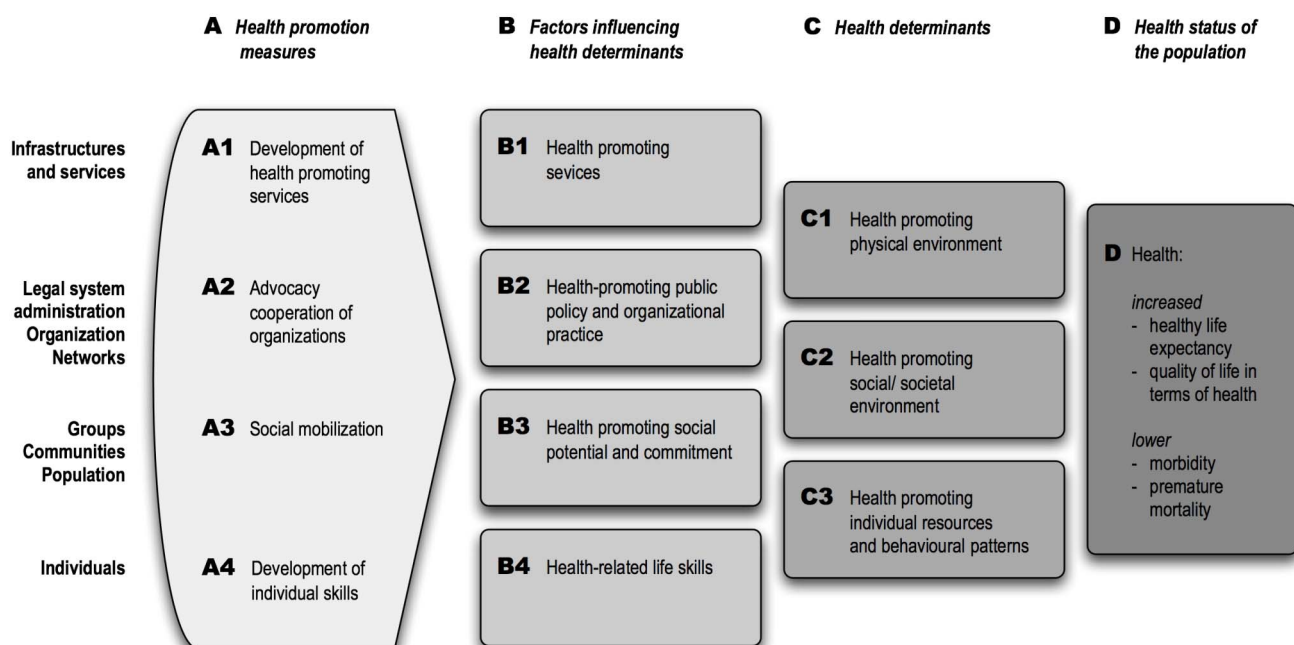 A Health promotion
measures
B Factors influencing
health determinants
C Health determinants
D Health status of
the population
Infrastructures
and services
A1 Development of
health promoting
services
B1 Health promoting
sevices
Legal system
administration
Organization
Networks
A2 Advocacy
cooperation of
organizations
B2 Health-promoting public
policy and organizational
practice
Groups
Communities
Population
A3 Social mobilization
B3 Health promoting social
potential and commitment
Individuals
A4 Development of
individual skills
B4 Health-related life skills
C1 Health promoting
physical environment
C2 Health promoting
social/ societal
environment
C3 Health promoting
individual resources
and behavioural patterns
D Health:
increased
- healthy life
expectancy
- quality of life in
terms of health
lower
- morbidity
- premature
mortality